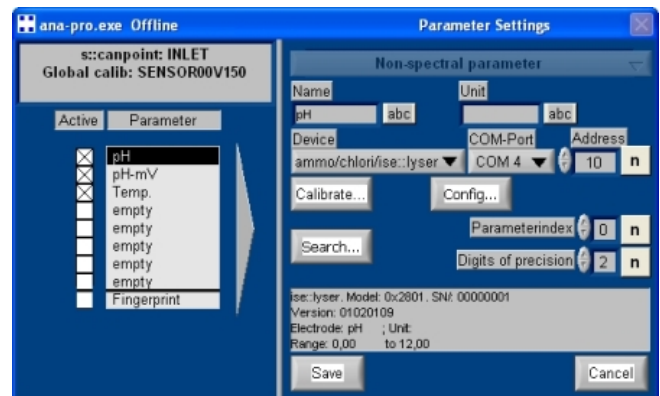 ana-pro.exe Offline
Parameter Settings
s::canpoint: INLET
Global calib: SENSOR00V150
Active Parameter
pH
pH-mV
Temp.
empty
empty
empty
empty
empty
Fingerprint
Non-spectral parameter
Name Unit
pH abc abc
Device COM-Port Address
ammo/chlori/ise::lyser COM 4 10 n
Calibrate... Config...
Parameterindex 0 n
Search...
Digits of precision 2 n
ise::lyser. Model: 0x2801. SN/: 00000001
Version: 01020109
Electrode: pH ; Unit:
Range: 0,00 to 12,00
Save Cancel